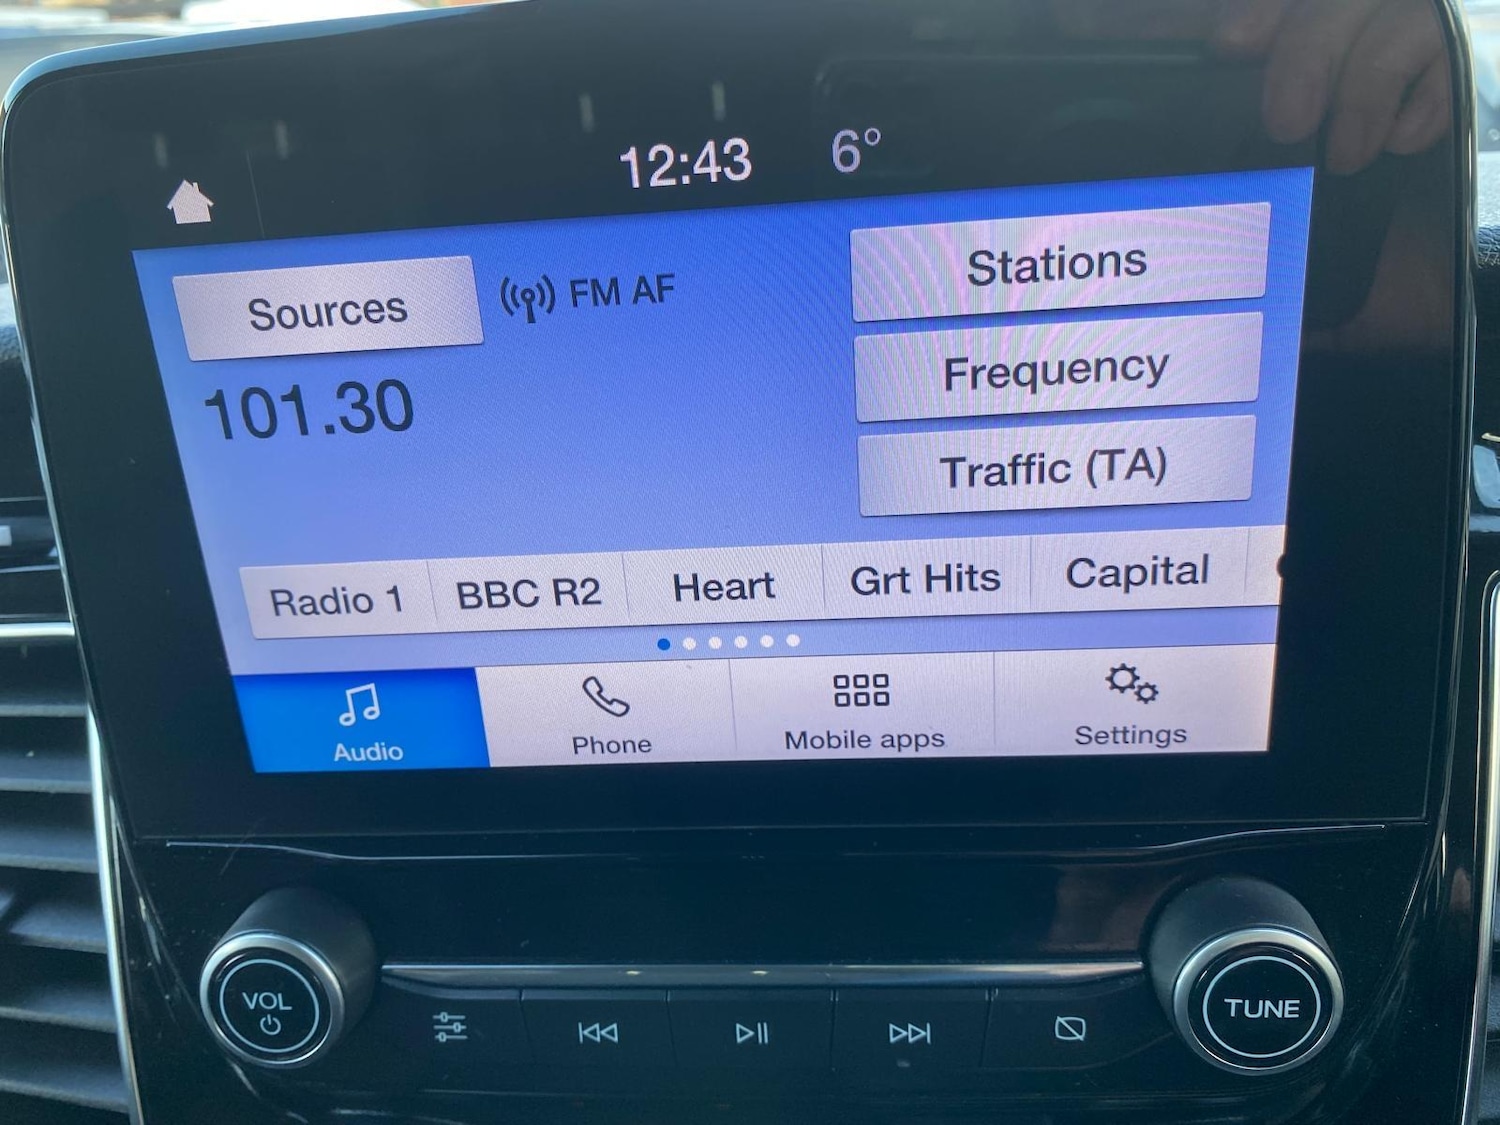 12:43 6°
Sources FM AF Stations
101.30 Frequency
Traffic (TA)
Radio 1 BBC R2 Heart Grt Hits Capital
Audio Phone Mobile apps Settings
VOL TUNE